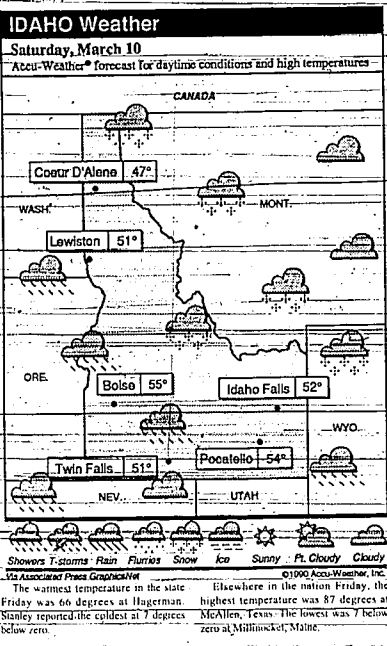 IDAHO Weather
Saturday, March 10
Accu-Weather® forecast for daytime conditions and high temperatures
CANADA
Coeur D'Alene 47°
WASH.
MONT.
Lewiston 51°
ORE.
Boise 55°
Idaho Falls 52°
WYO.
Twin Falls 51°
Pocatello 54°
NEV.
UTAH
Showers T-storms Rain Flurries Snow Ice Sunny Pt. Cloudy Cloudy
Via Associated Press GraphicsNet
©1990 Accu-Weather, Inc.
The warmest temperature in the state
Friday was 66 degrees at Hagerman.
Stanley reported the coldest at 7 degrees
below zero.
Elsewhere in the nation Friday, the
highest temperature was 87 degrees at
McAllen, Texas. The lowest was 7 below
zero at Millinocket, Maine.